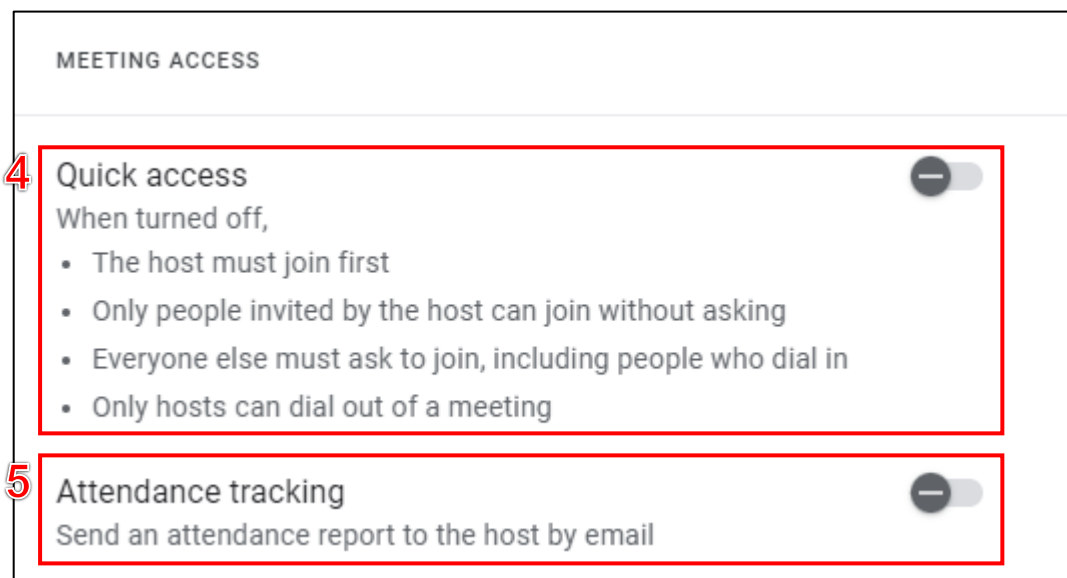 MEETING ACCESS
4
Quick access
When turned off,
• The host must join first
• Only people invited by the host can join without asking
• Everyone else must ask to join, including people who dial in
• Only hosts can dial out of a meeting
5
Attendance tracking
Send an attendance report to the host by email